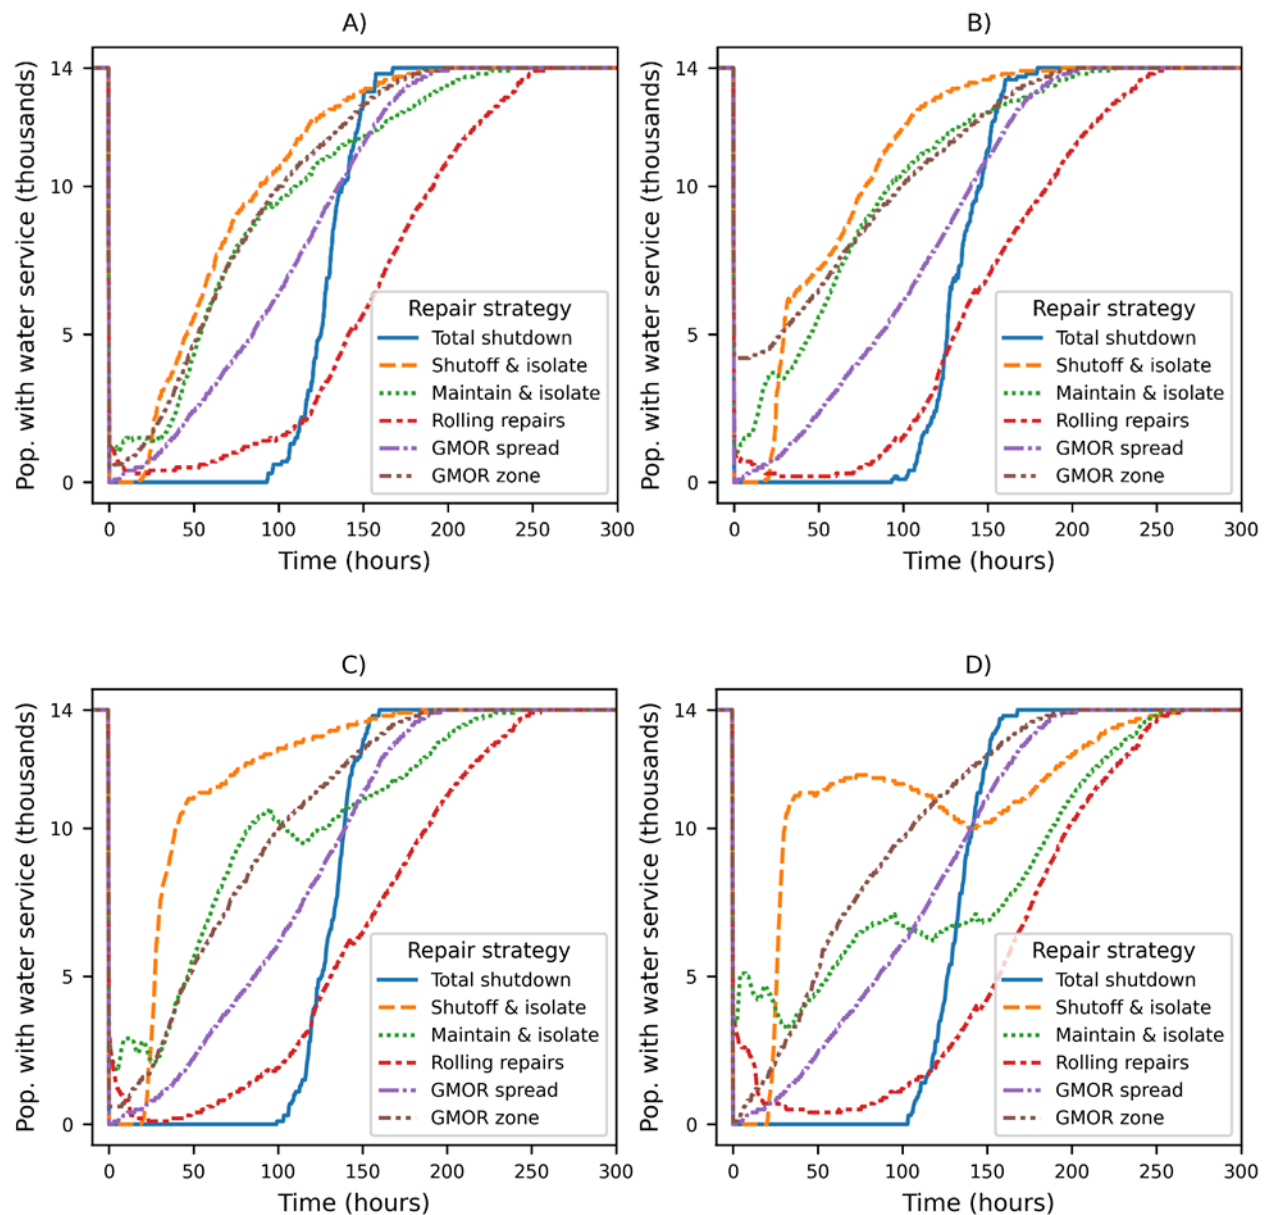 A)
Pop. with water service (thousands)
14
10
5
0
Repair strategy
Total shutdown
Shutoff & isolate
Maintain & isolate
Rolling repairs
GMOR spread
GMOR zone
0 50 100 150 200 250 300
Time (hours)
B)
Pop. with water service (thousands)
14
10
5
0
Repair strategy
Total shutdown
Shutoff & isolate
Maintain & isolate
Rolling repairs
GMOR spread
GMOR zone
0 50 100 150 200 250 300
Time (hours)
C)
Pop. with water service (thousands)
14
10
5
0
Repair strategy
Total shutdown
Shutoff & isolate
Maintain & isolate
Rolling repairs
GMOR spread
GMOR zone
0 50 100 150 200 250 300
Time (hours)
D)
Pop. with water service (thousands)
14
10
5
0
Repair strategy
Total shutdown
Shutoff & isolate
Maintain & isolate
Rolling repairs
GMOR spread
GMOR zone
0 50 100 150 200 250 300
Time (hours)